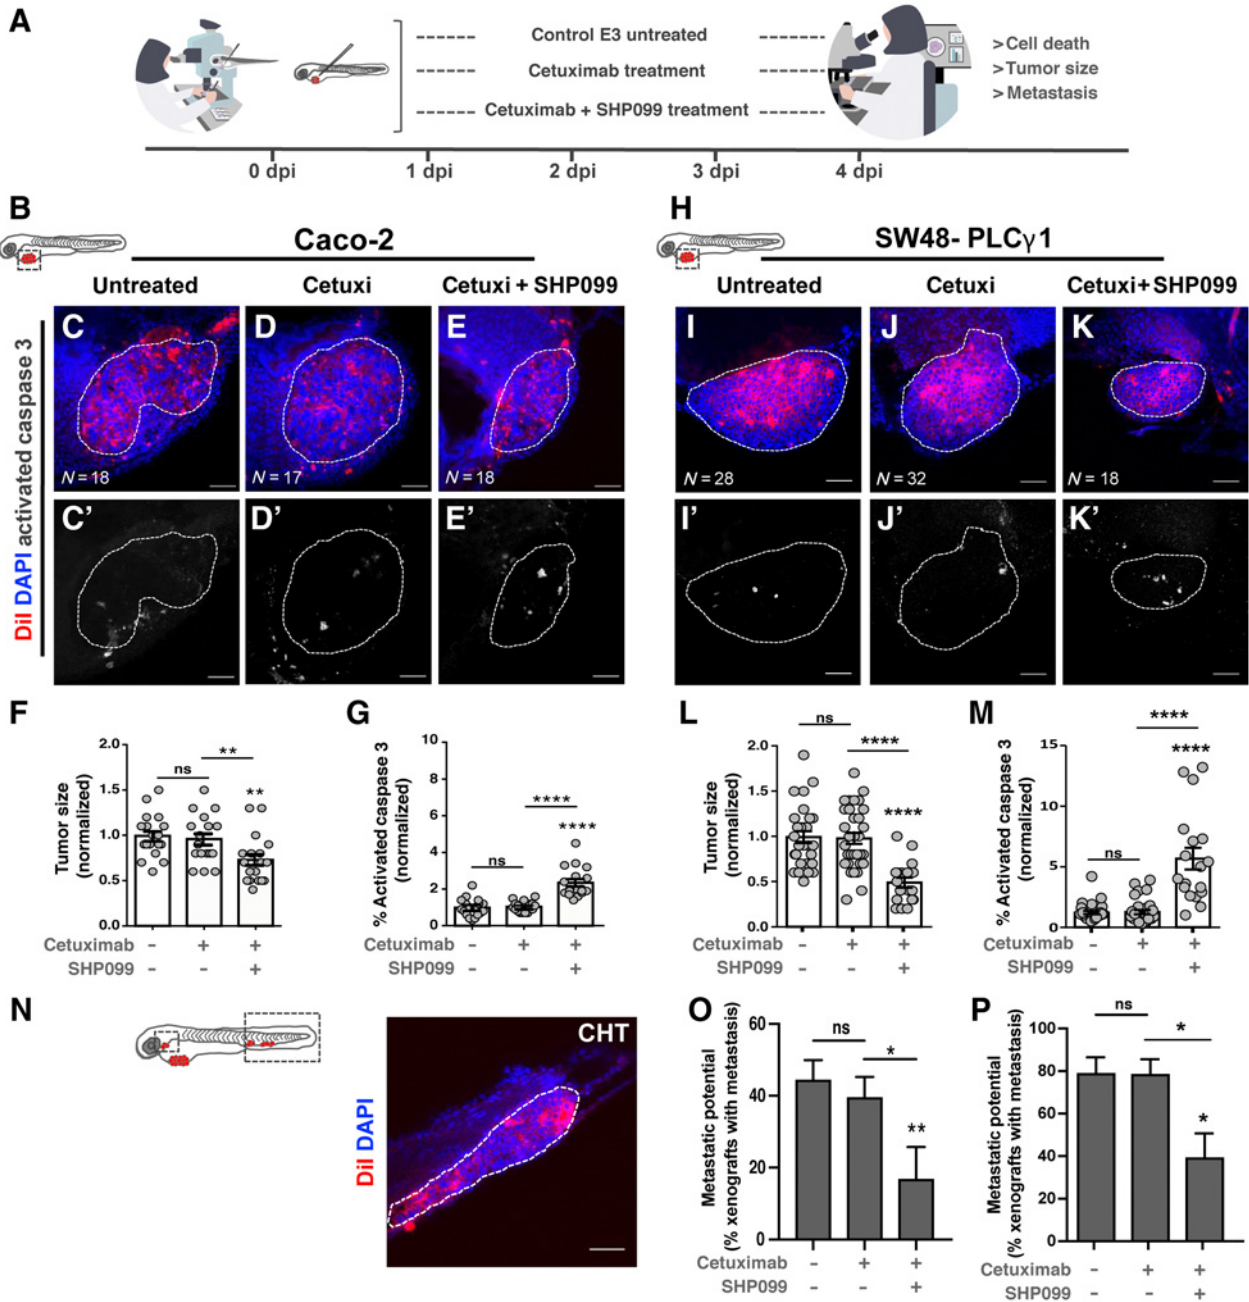 A
Control E3 untreated
Cetuximab treatment
Cetuximab + SHP099 treatment
>Cell death
>Tumor size
>Metastasis
0 dpi
1 dpi
2 dpi
3 dpi
4 dpi
B
Caco-2
Untreated
Cetuxi
Cetuxi + SHP099
DiI DAPI activated caspase 3
C
N = 18
D
N = 17
E
N = 18
C'
D'
E'
H
SW48- PLCγ1
Untreated
Cetuxi
Cetuxi+SHP099
I
N = 28
J
N = 32
K
N = 18
I'
J'
K'
F
Tumor size
(normalized)
2.0
1.5
1.0
0.5
0.0
ns
**
**
Cetuximab - + +
SHP099 - - +
G
% Activated caspase 3
(normalized)
10
8
6
4
2
0
ns
****
****
Cetuximab - + +
SHP099 - - +
L
Tumor size
(normalized)
2.0
1.5
1.0
0.5
0.0
ns
****
****
Cetuximab - + +
SHP099 - - +
M
% Activated caspase 3
(normalized)
15
10
5
0
ns
****
****
Cetuximab - + +
SHP099 - - +
N
DiI DAPI
CHT
O
Metastatic potential
(% xenografts with metastasis)
60
40
20
0
ns
*
**
Cetuximab - + +
SHP099 - - +
P
Metastatic potential
(% xenografts with metastasis)
100
80
60
40
20
0
ns
*
*
Cetuximab - + +
SHP099 - - +